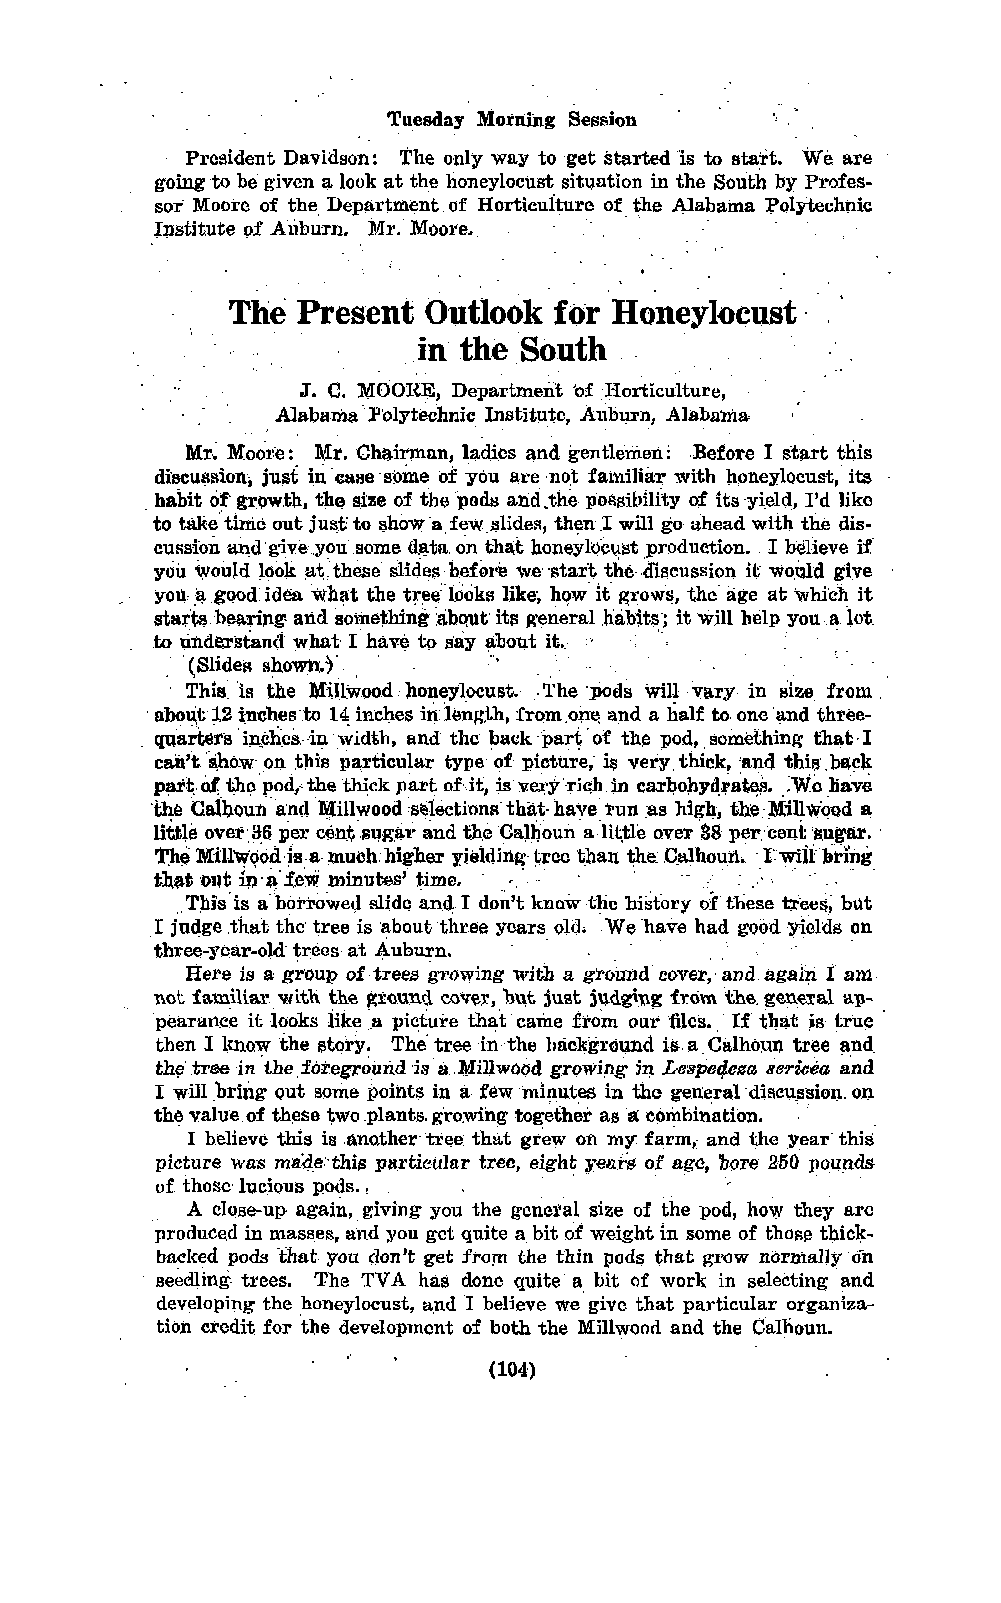 Tuesday Morning Session
President Davidson: The only way to get started is to start. We are
going to be given a look at the honeylocust situation in the South by Profes-
sor Moore of the Department of Horticulture of the Alabama Polytechnic
Institute of Auburn. Mr. Moore.
The Present Outlook for Honeylocust
in the South
J. C. MOORE, Department of Horticulture,
Alabama Polytechnic Institute, Auburn, Alabama
Mr. Moore: Mr. Chairman, ladies and gentlemen: Before I start this
discussion, just in case some of you are not familiar with honeylocust, its
habit of growth, the size of the pods and the possibility of its yield, I'd like
to take time out just to show a few slides, then I will go ahead with the dis-
cussion and give you some data on that honeylocust production. I believe if
you would look at these slides before we start the discussion it would give
you a good idea what the tree looks like, how it grows, the age at which it
starts bearing and something about its general habits; it will help you a lot
to understand what I have to say about it.
(Slides shown.)
This is the Millwood honeylocust. The pods will vary in size from
about 12 inches to 14 inches in length, from one and a half to one and three-
quarters inches in width, and the back part of the pod, something that I
can't show on this particular type of picture, is very thick, and this back
part of the pod, the thick part of it, is very rich in carbohydrates. We have
the Calhoun and Millwood selections that have run as high, the Millwood a
little over 36 per cent sugar and the Calhoun a little over 38 per cent sugar.
The Millwood is a much higher yielding tree than the Calhoun. I will bring
that out in a few minutes' time.
This is a borrowed slide and I don't know the history of these trees, but
I judge that the tree is about three years old. We have had good yields on
three-year-old trees at Auburn.
Here is a group of trees growing with a ground cover, and again I am
not familiar with the ground cover, but just judging from the general ap-
pearance it looks like a picture that came from our files. If that is true
then I know the story. The tree in the background is a Calhoun tree and
the tree in the foreground is a Millwood growing in Lespedeza sericea and
I will bring out some points in a few minutes in the general discussion on
the value of these two plants growing together as a combination.
I believe this is another tree that grew on my farm, and the year this
picture was made this particular tree, eight years of age, bore 250 pounds
of those lucious pods.
A close-up again, giving you the general size of the pod, how they are
produced in masses, and you get quite a bit of weight in some of those thick-
backed pods that you don't get from the thin pods that grow normally on
seedling trees. The TVA has done quite a bit of work in selecting and
developing the honeylocust, and I believe we give that particular organiza-
tion credit for the development of both the Millwood and the Calhoun.
(104)